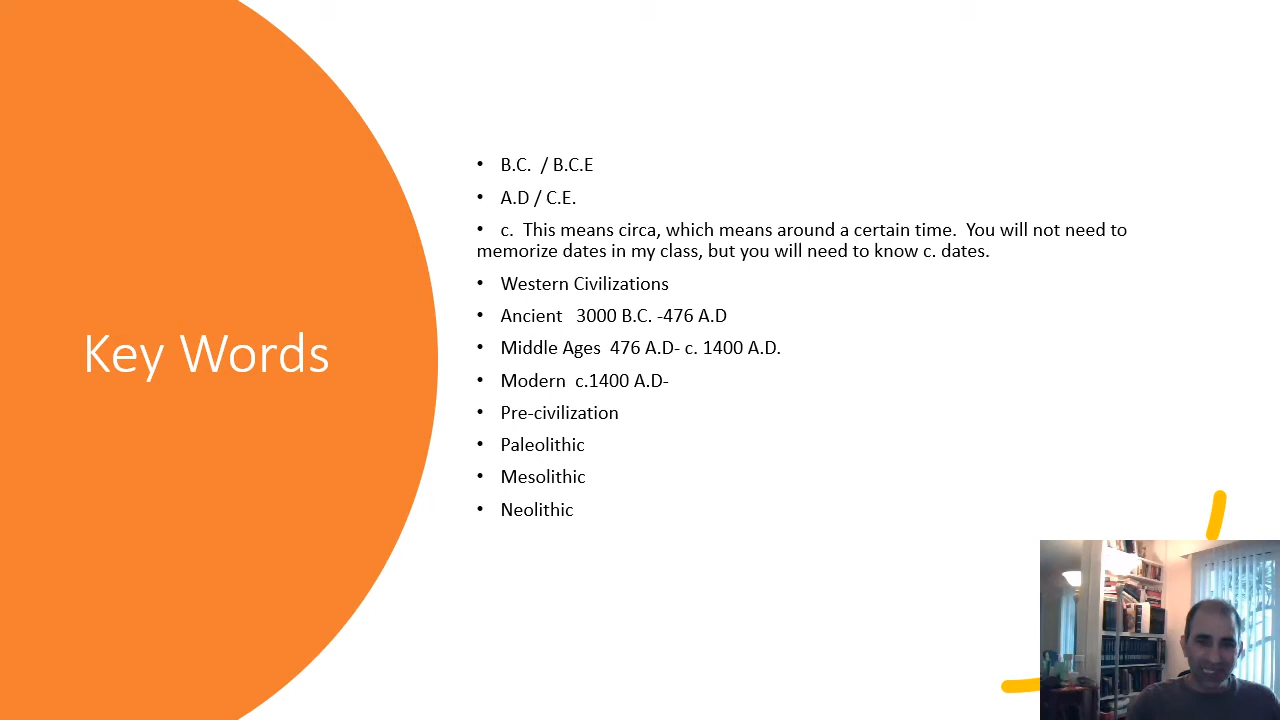 Key Words
• B.C. / B.C.E
• A.D / C.E.
• c. This means circa, which means around a certain time. You will not need to
memorize dates in my class, but you will need to know c. dates.
• Western Civilizations
• Ancient 3000 B.C. -476 A.D
• Middle Ages 476 A.D- c. 1400 A.D.
• Modern c.1400 A.D-
• Pre-civilization
• Paleolithic
• Mesolithic
• Neolithic